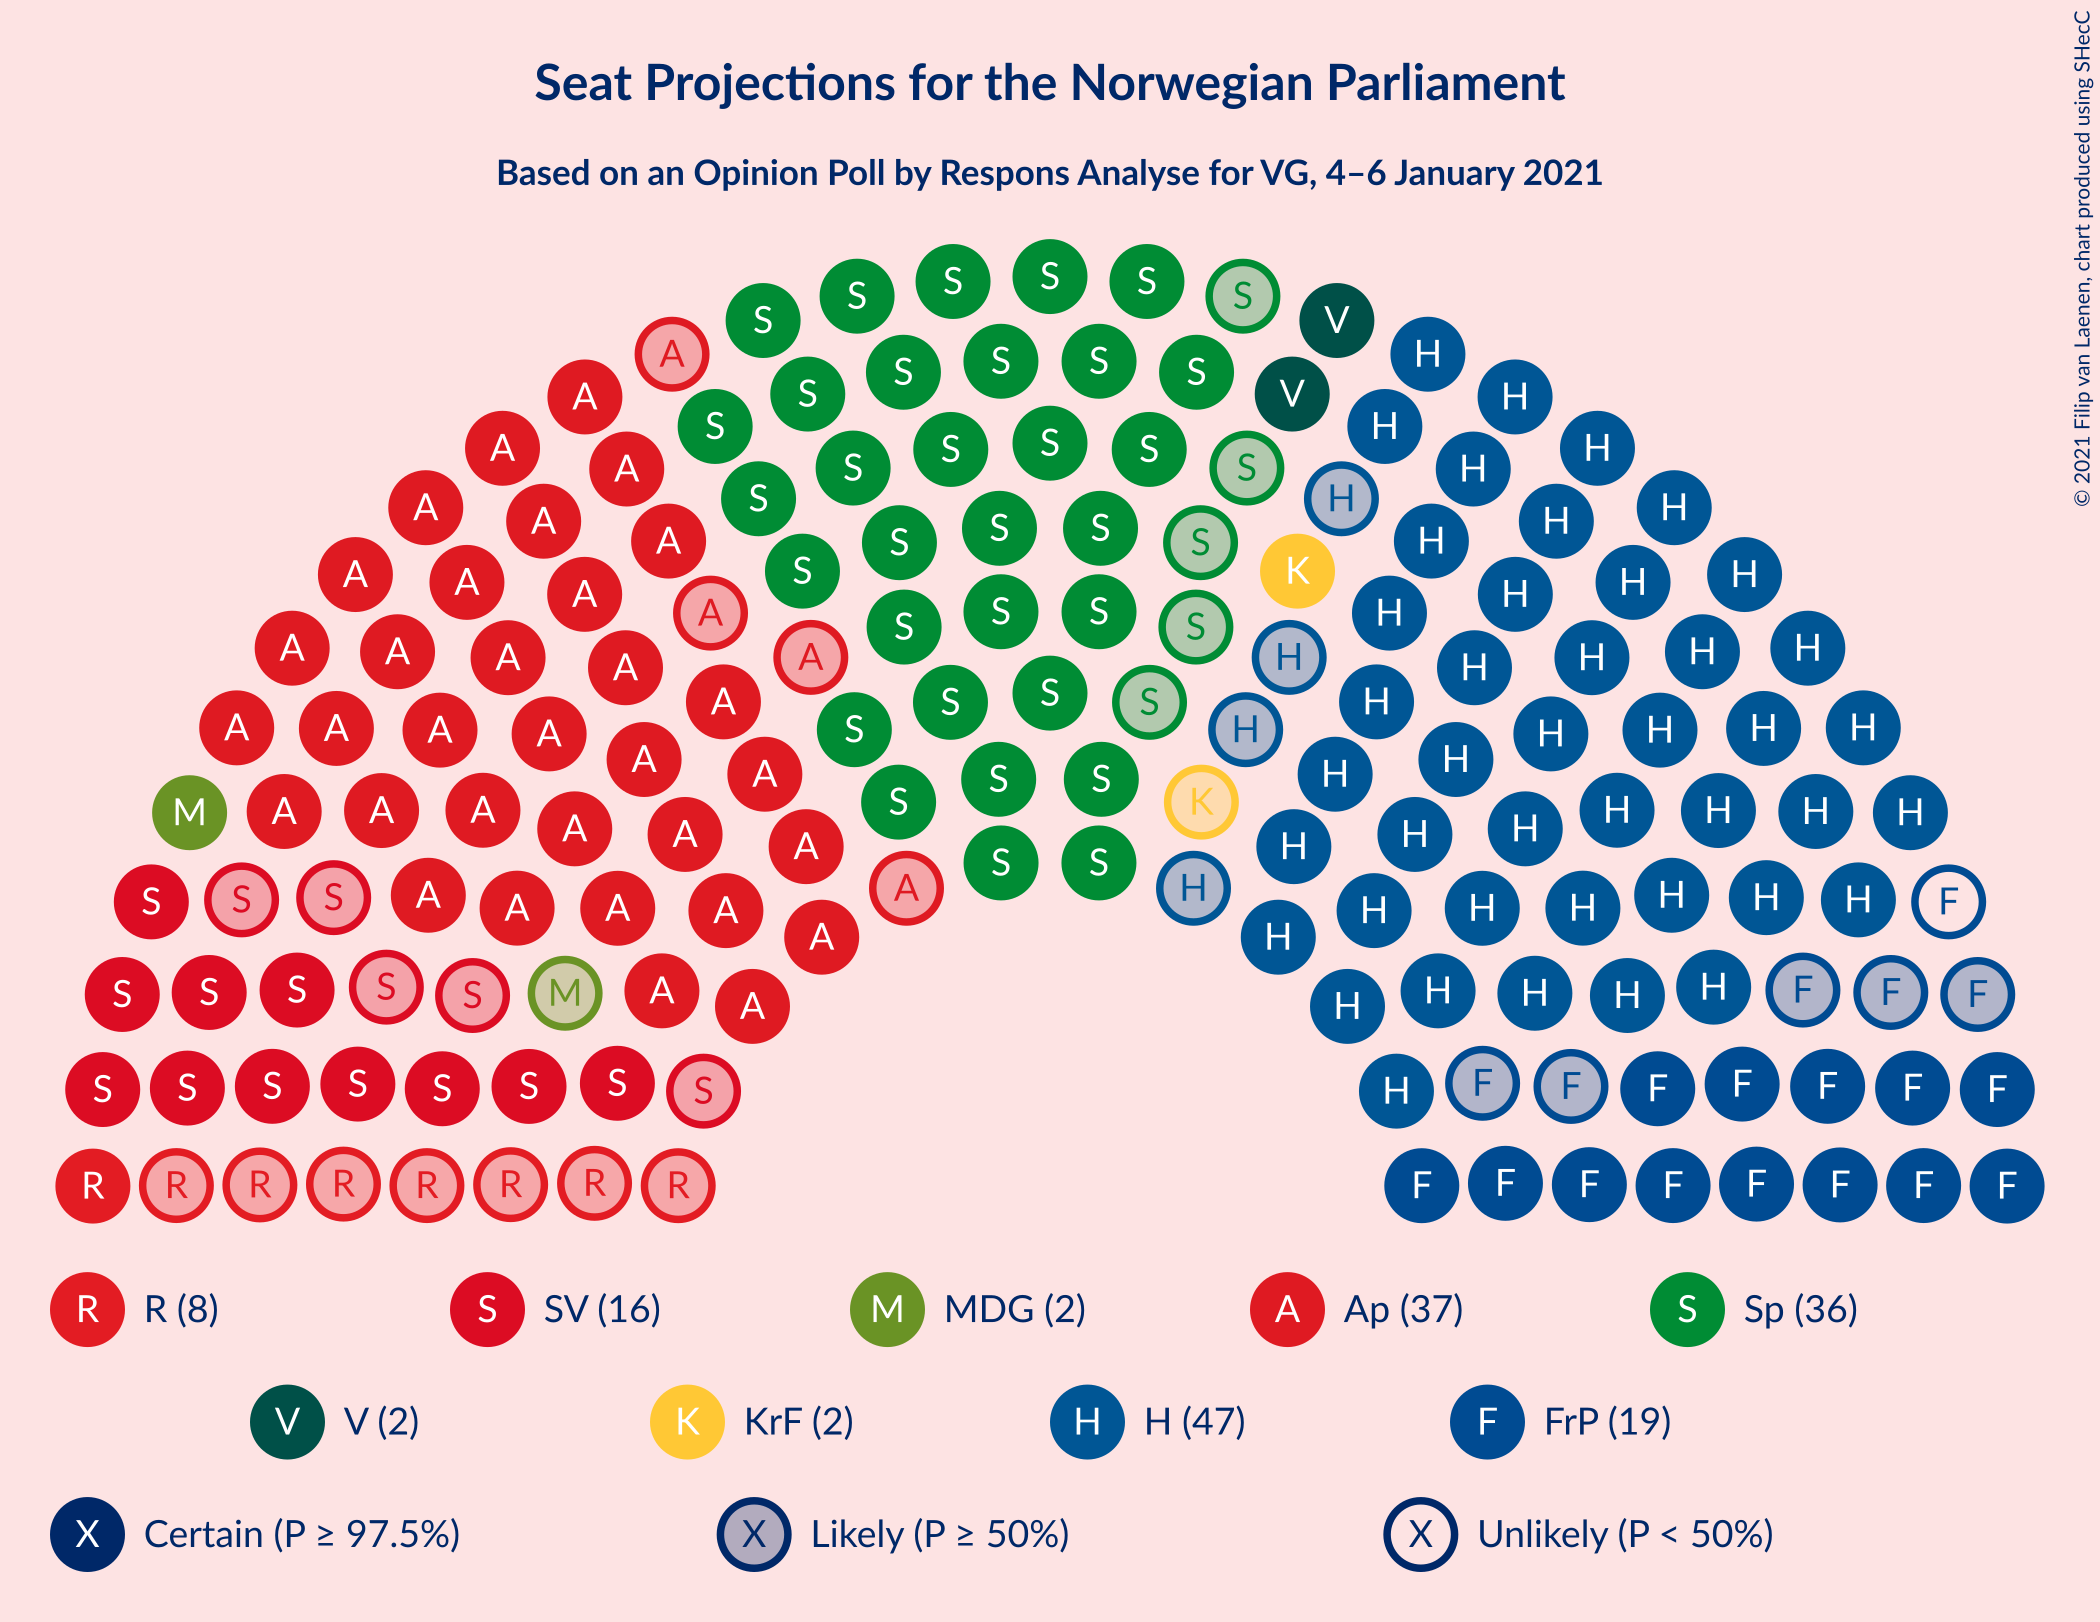 Seat Projections for the Norwegian Parliament
Based on an Opinion Poll by Respons Analyse for VG, 4–6 January 2021
© 2021 Filip van Laenen, chart produced using SHecC
S S S S S S
A S V
A S S S S S V H
A S H H
A A S S S S S H H H
A A S S H H H
A A A S S S S S K H H H
A A A A S S S S H H H H
A A A A A S S S S H H H H H
A A A A A A S S S K H H H H H
M A A A A A A S S H H H H H H H
S S S A A A A A A H H H H H H H F
S S S S S M A A H H H H H F F F
S S S S S S S S H F F F F F F F
R R R R R R R R F F F F F F F F
R R (8) S SV (16) M MDG (2) A Ap (37) S Sp (36)
V V (2) K KrF (2) H H (47) F FrP (19)
X Certain (P ≥ 97.5%) X Likely (P ≥ 50%) X Unlikely (P < 50%)